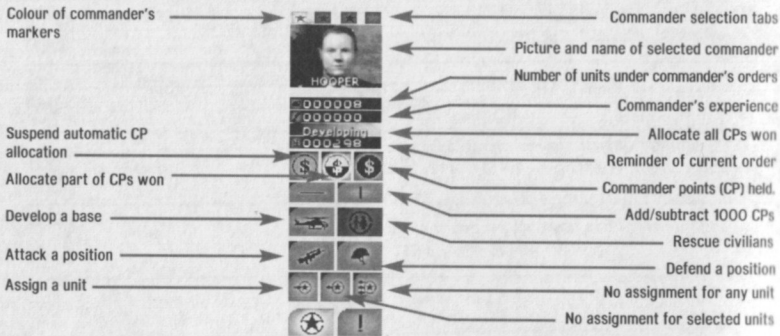 Colour of commander's
markers
Suspend automatic CP
allocation
Allocate part of CPs won
Develop a base
Attack a position
Assign a unit
HOOPER
000008
000000
Developing
000298
Commander selection tabs
Picture and name of selected commander
Number of units under commander's orders
Commander's experience
Allocate all CPs won
Reminder of current order
Commander points (CP) held.
Add/subtract 1000 CPs
Rescue civilians
Defend a position
No assignment for any unit
No assignment for selected units